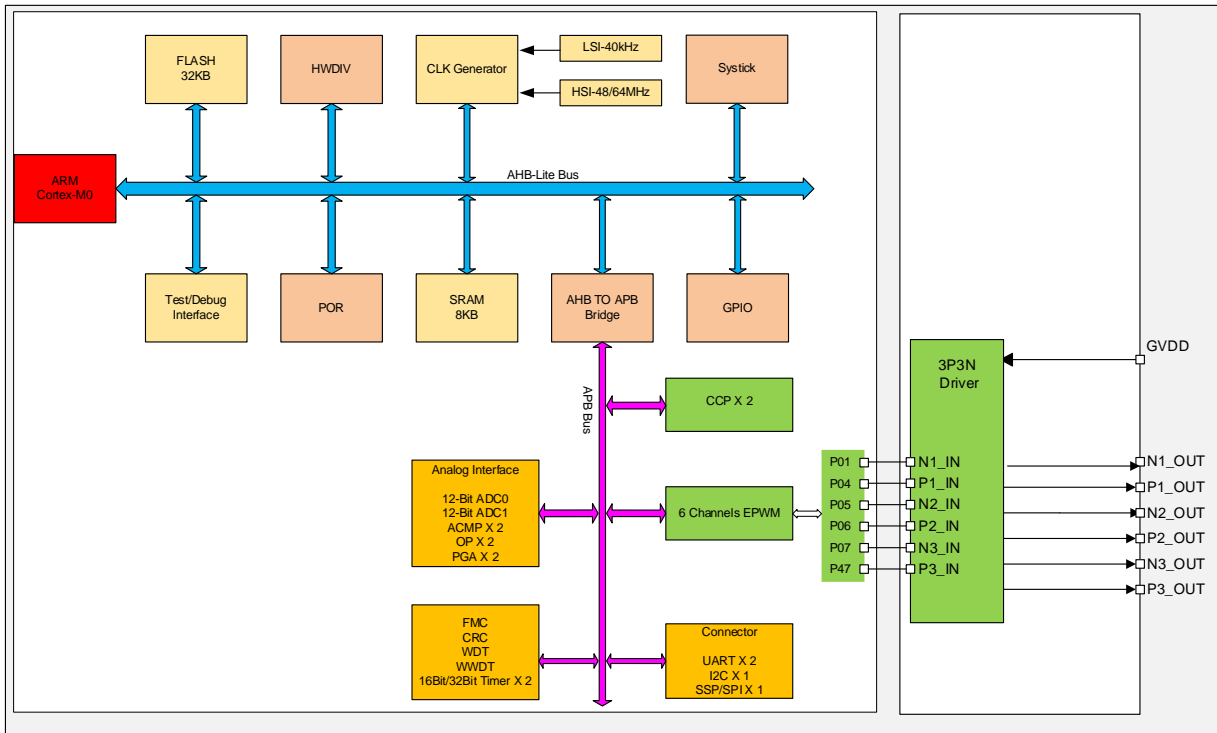 FLASH
32KB
HWDIV
CLK Generator
LSI-40kHz
HSI-48/64MHz
Systick
ARM
Cortex-M0
AHB-Lite Bus
Test/Debug
Interface
POR
SRAM
8KB
AHB TO APB
Bridge
GPIO
APB Bus
CCP X 2
Analog Interface
12-Bit ADC0
12-Bit ADC1
ACMP X 2
OP X 2
PGA X 2
6 Channels EPWM
FMC
CRC
WDT
WWDT
16Bit/32Bit Timer X 2
Connector
UART X 2
I2C X 1
SSP/SPI X 1
P01
P04
P05
P06
P07
P47
3P3N
Driver
N1_IN
P1_IN
N2_IN
P2_IN
N3_IN
P3_IN
GVDD
N1_OUT
P1_OUT
N2_OUT
P2_OUT
N3_OUT
P3_OUT